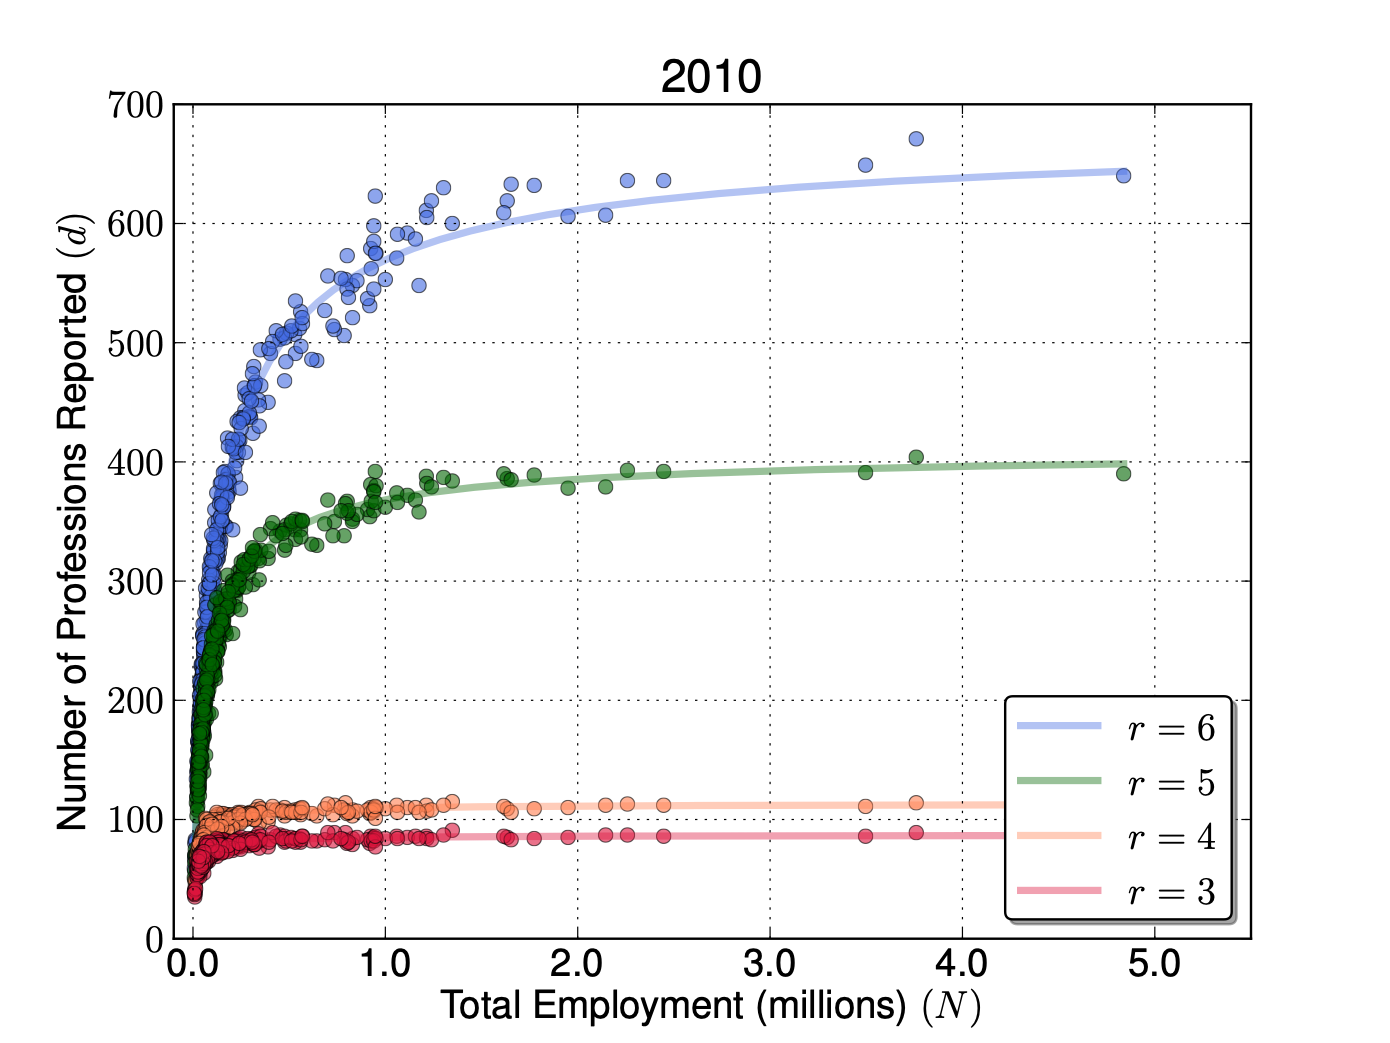 2010
Number of Professions Reported (d)
700
600
500
400
300
200
100
0
0.0 1.0 2.0 3.0 4.0 5.0
Total Employment (millions) (N)
r = 6
r = 5
r = 4
r = 3